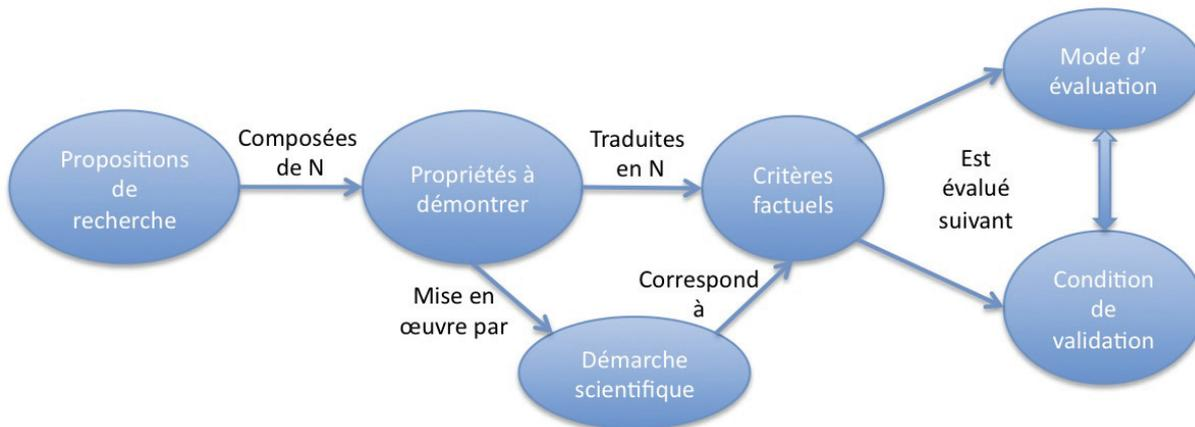 Propositions
de
recherche
Composées
de N
Propriétés à
démontrer
Traduites
en N
Critères
factuels
Mode d’
évaluation
Est
évalué
suivant
Condition
de
validation
Mise en
œuvre par
Démarche
scientifique
Correspond
à